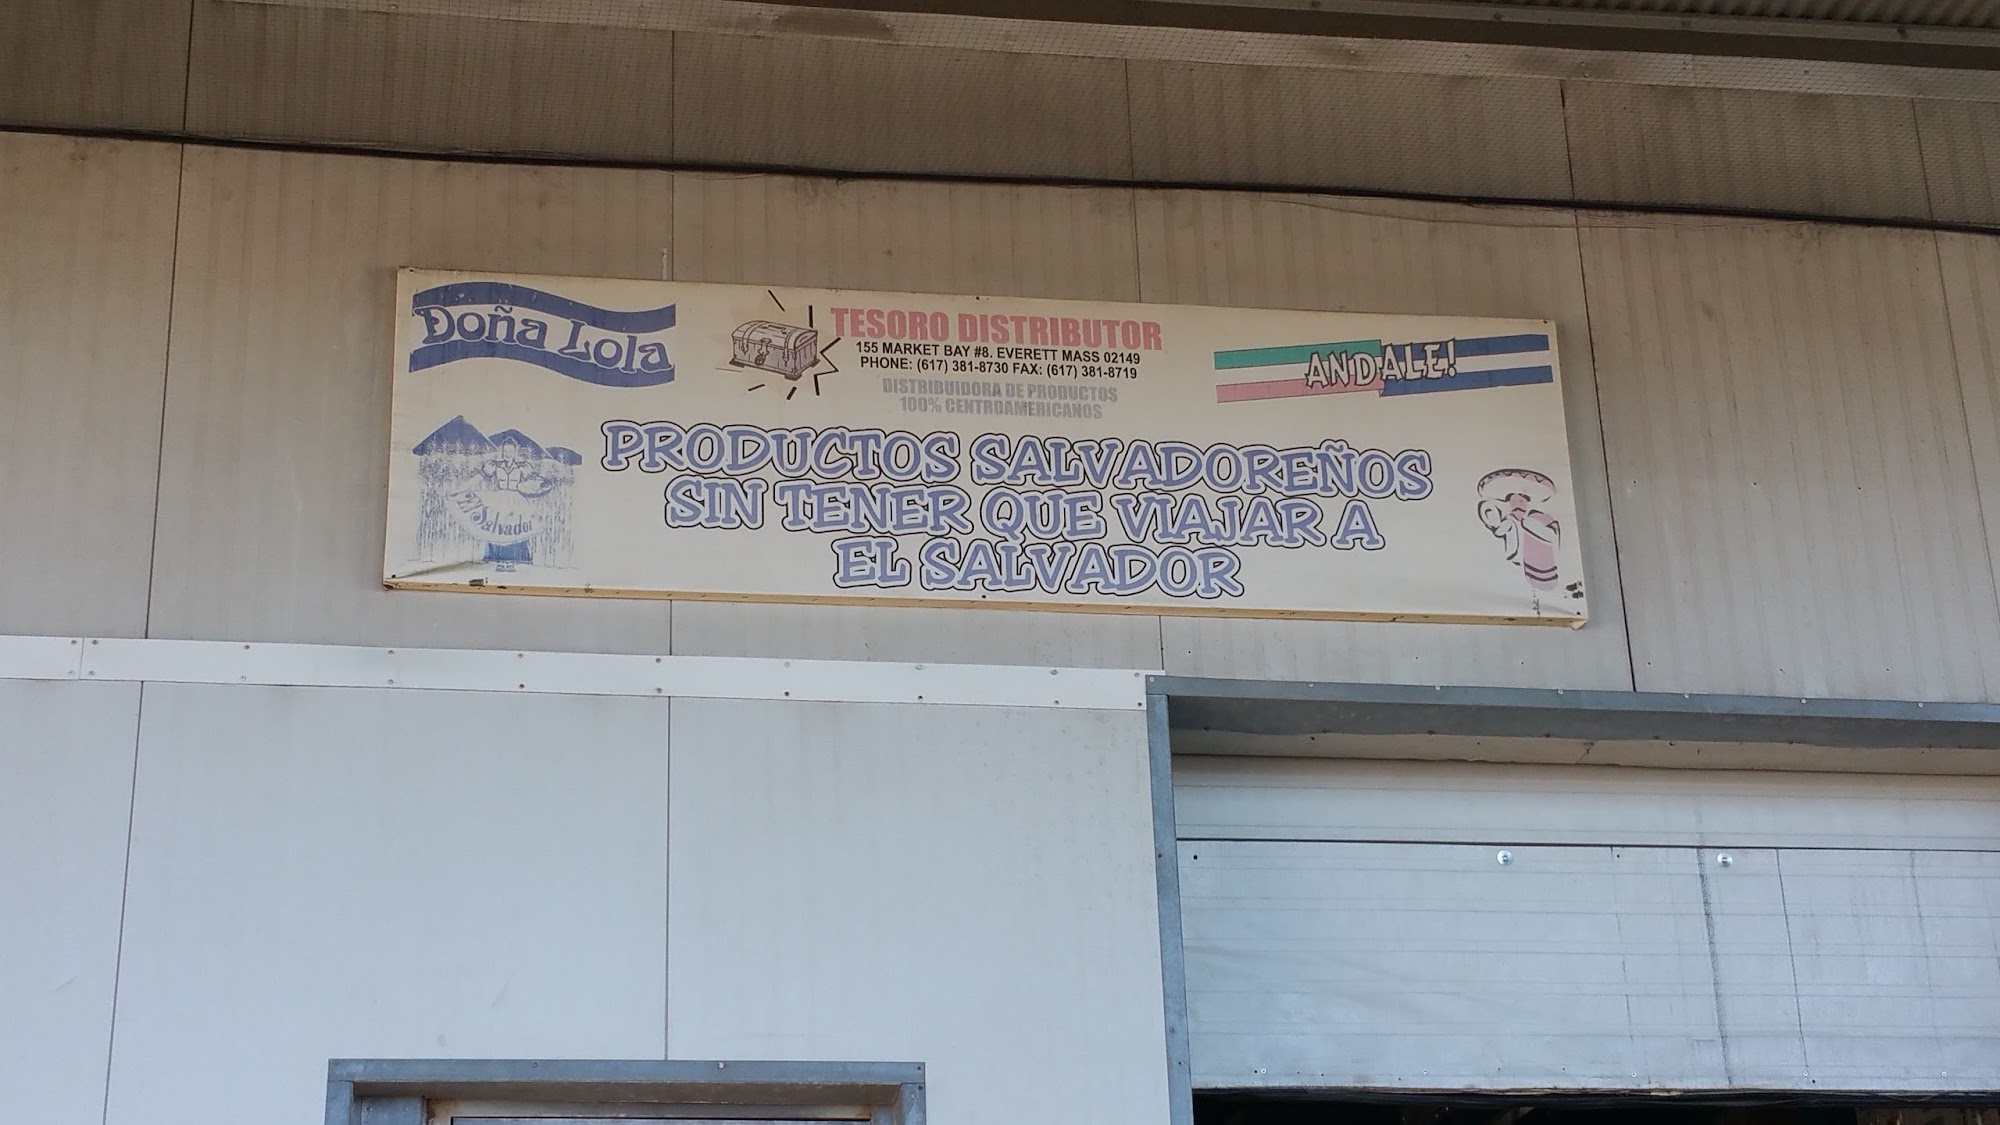 Doña Lola
TESORO DISTRIBUTOR
155 MARKET BAY #8. EVERETT MASS 02149
PHONE: (617) 381-8730 FAX: (617) 381-8719
DISTRIBUIDORA DE PRODUCTOS
100% CENTROAMERICANOS
ANDALE!
El Salvador
PRODUCTOS SALVADOREÑOS
SIN TENER QUE VIAJAR A
EL SALVADOR